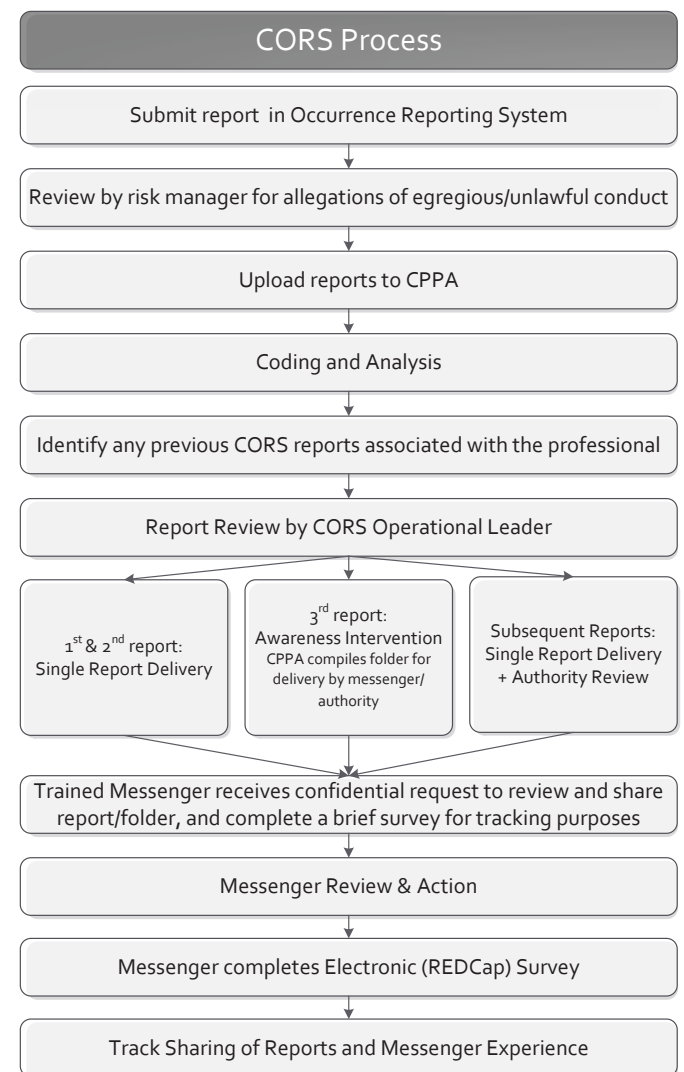 CORS Process
Submit report in Occurrence Reporting System
Review by risk manager for allegations of egregious/unlawful conduct
Upload reports to CPPA
Coding and Analysis
Identify any previous CORS reports associated with the professional
Report Review by CORS Operational Leader
1st & 2nd report:
Single Report Delivery
3rd report:
Awareness Intervention
CPPA compiles folder for
delivery by messenger/
authority
Subsequent Reports:
Single Report Delivery
+ Authority Review
Trained Messenger receives confidential request to review and share
report/folder, and complete a brief survey for tracking purposes
Messenger Review & Action
Messenger completes Electronic (REDCap) Survey
Track Sharing of Reports and Messenger Experience